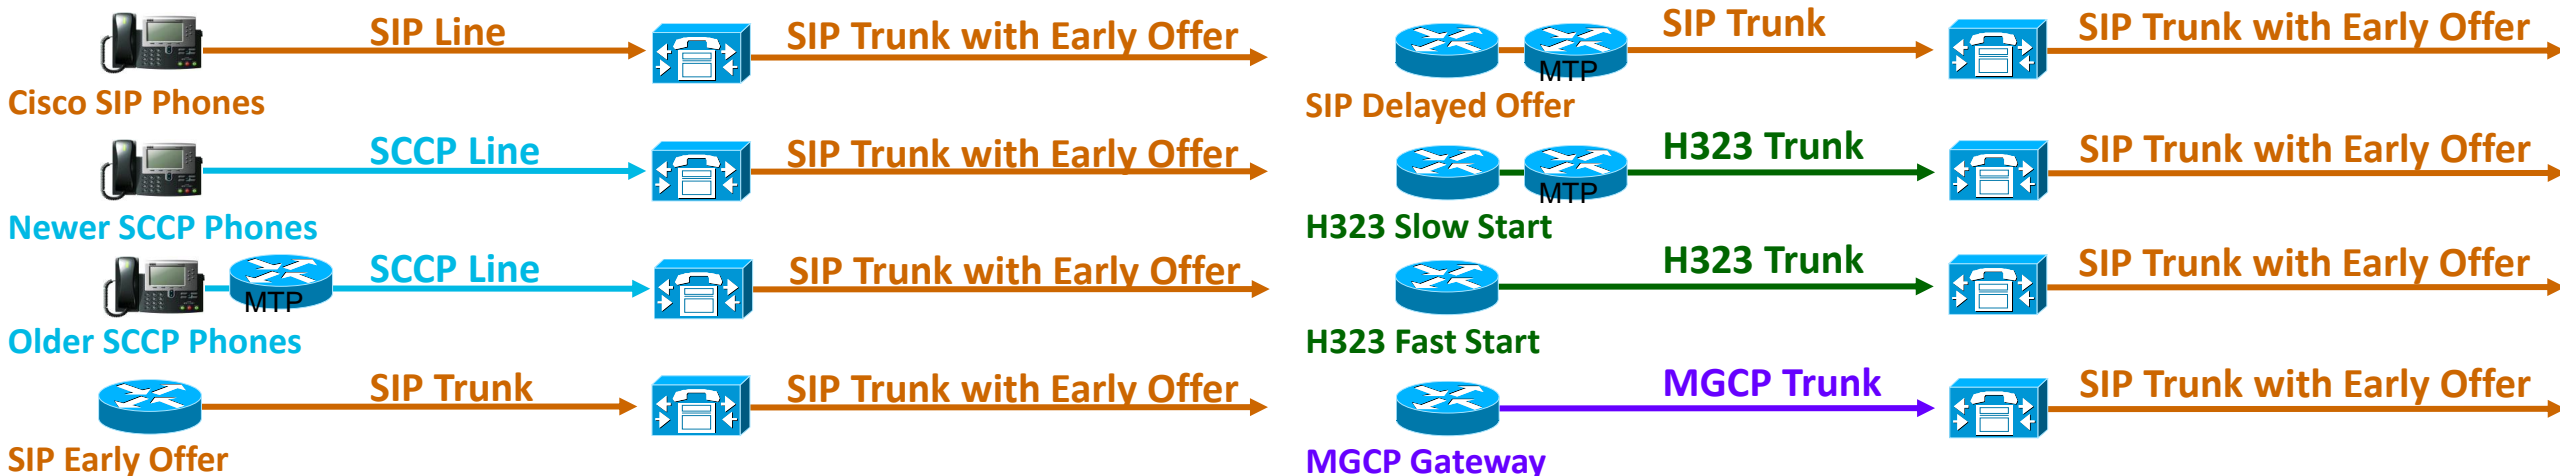 SIP Line
SIP Trunk with Early Offer
Cisco SIP Phones
SCCP Line
SIP Trunk with Early Offer
Newer SCCP Phones
SCCP Line
SIP Trunk with Early Offer
MTP
Older SCCP Phones
SIP Trunk
SIP Trunk with Early Offer
SIP Early Offer
SIP Trunk
SIP Trunk with Early Offer
MTP
SIP Delayed Offer
H323 Trunk
SIP Trunk with Early Offer
MTP
H323 Slow Start
H323 Trunk
SIP Trunk with Early Offer
H323 Fast Start
MGCP Trunk
SIP Trunk with Early Offer
MGCP Gateway